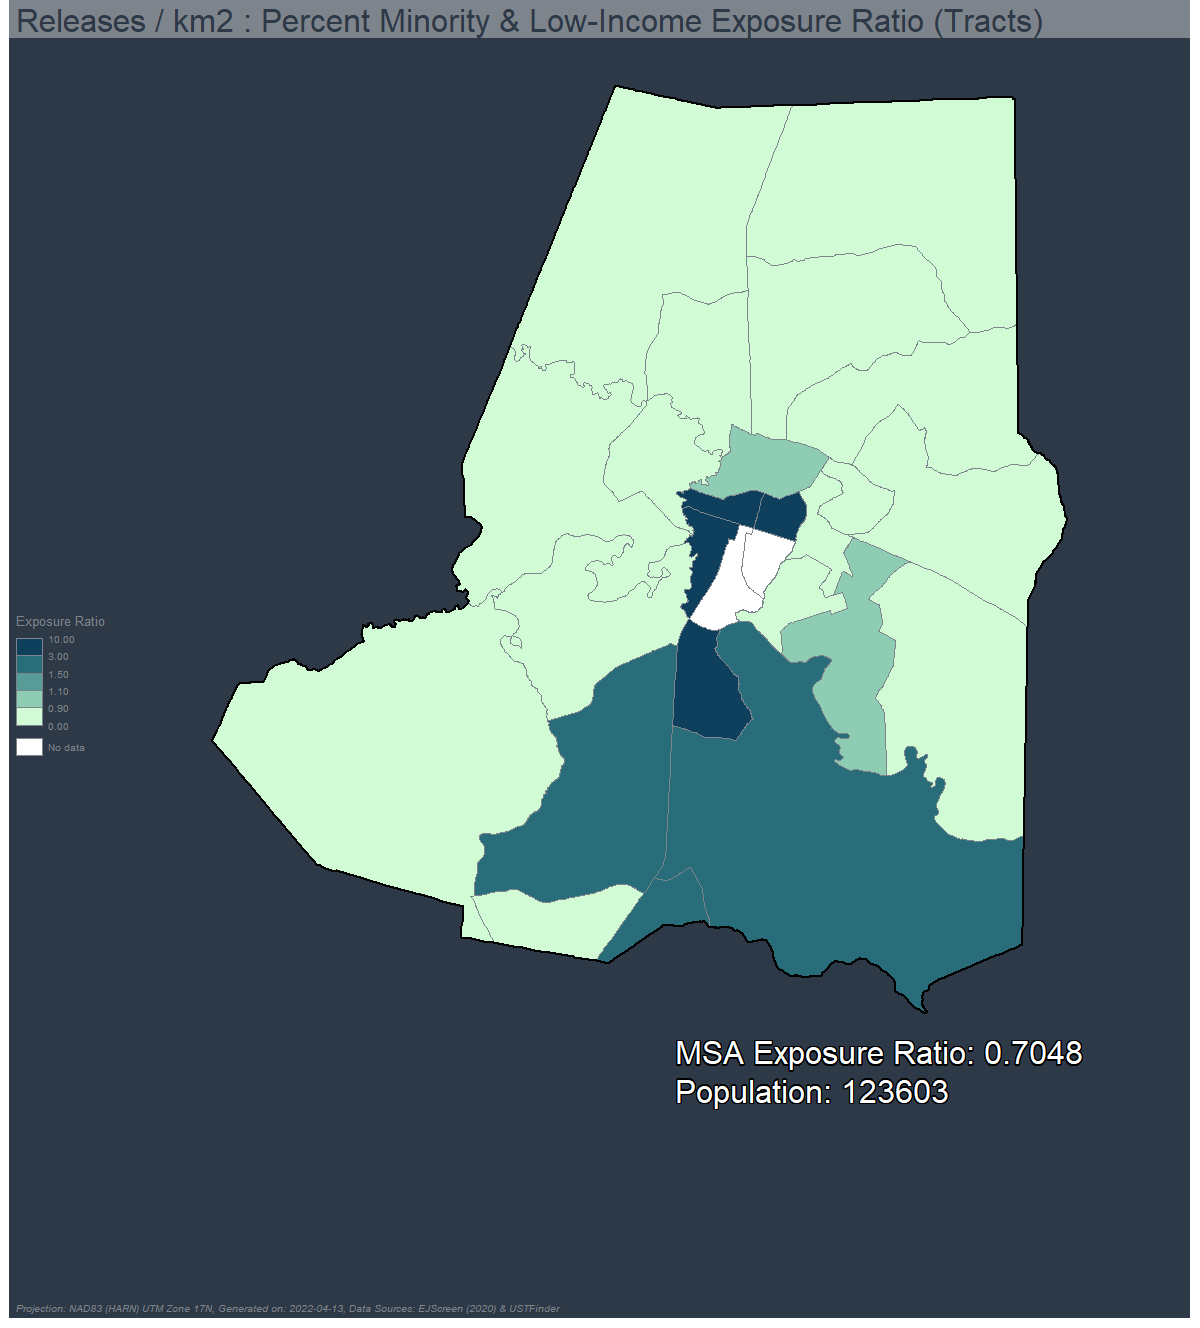 Releases / km2 : Percent Minority & Low-Income Exposure Ratio (Tracts)
Exposure Ratio
10.00
3.00
1.50
1.10
0.90
0.00
No data
MSA Exposure Ratio: 0.7048
Population: 123603
Projection: NAD83 (HARN) UTM Zone 17N, Generated on: 2022-04-13, Data Sources: EJScreen (2020) & USTFinder